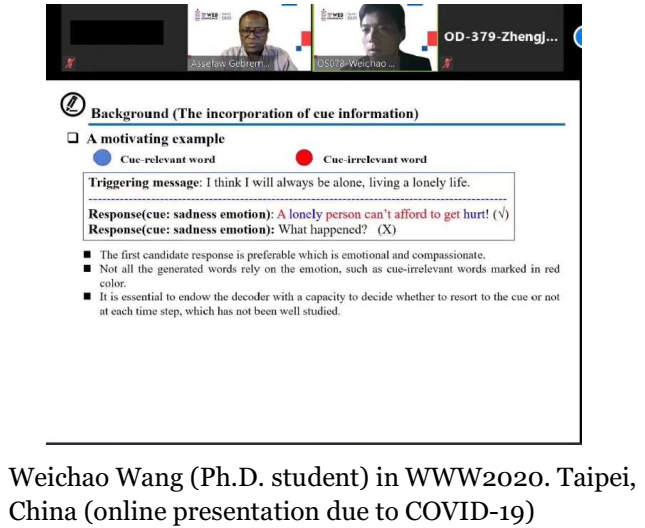 WEB
WEB
OD-379-Zhengj...
Assefaw Gebrem...
OS078-Weichao ...
Background (The incorporation of cue information)
A motivating example
Cue-relevant word Cue-irrelevant word
Triggering message: I think I will always be alone, living a lonely life.
Response(cue: sadness emotion): A lonely person can't afford to get hurt! (√)
Response(cue: sadness emotion): What happened? (X)
The first candidate response is preferable which is emotional and compassionate.
Not all the generated words rely on the emotion, such as cue-irrelevant words marked in red
color.
It is essential to endow the decoder with a capacity to decide whether to resort to the cue or not
at each time step, which has not been well studied.
Weichao Wang (Ph.D. student) in WWW2020. Taipei,
China (online presentation due to COVID-19)